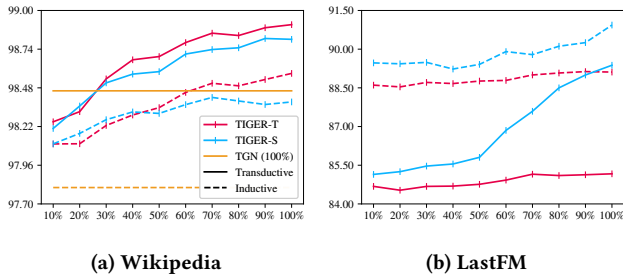 (a)
99.00
98.74
98.48
98.22
97.96
97.70
TIGER-T
TIGER-S
TGN (100%)
Transductive
Inductive
10% 20% 30% 40% 50% 60% 70% 80% 90% 100%
(a) Wikipedia
(b)
91.50
90.00
88.50
87.00
85.50
84.00
10% 20% 30% 40% 50% 60% 70% 80% 90% 100%
(b) LastFM